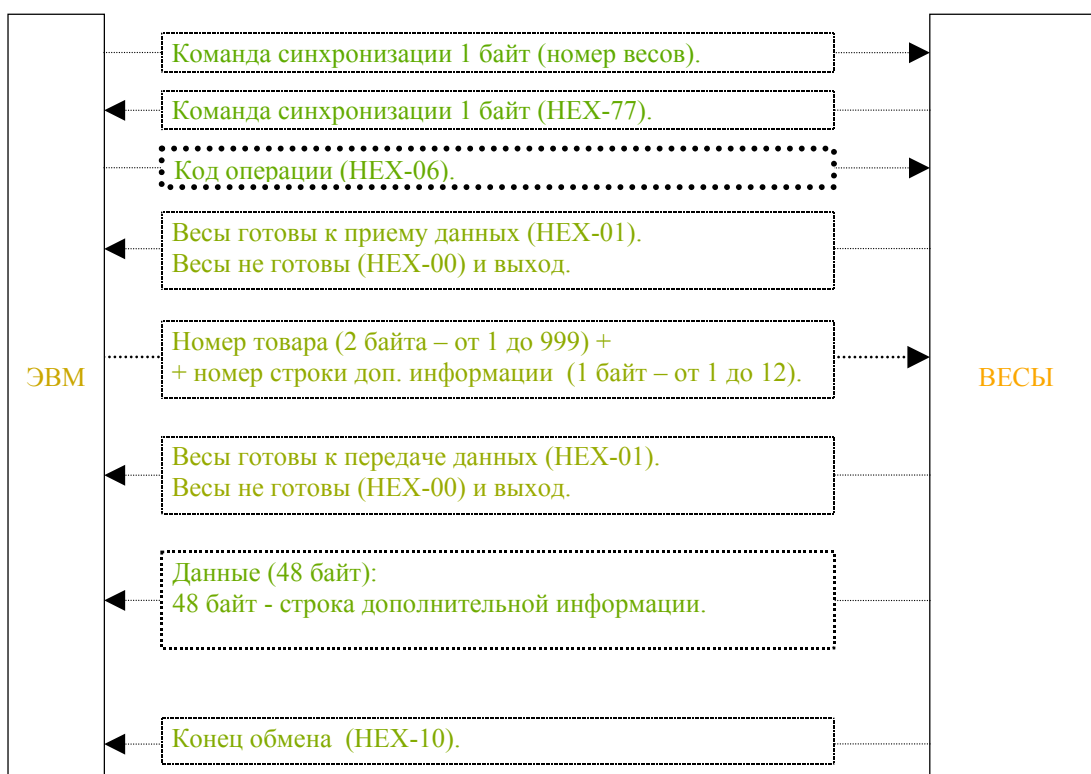 Команда синхронизации 1 байт (номер весов).
Команда синхронизации 1 байт (HEX-77).
Код операции (HEX-06).
Весы готовы к приему данных (HEX-01).
Весы не готовы (HEX-00) и выход.
Номер товара (2 байта – от 1 до 999) +
+ номер строки доп. информации (1 байт – от 1 до 12).
ЭВМ
ВЕСЫ
Весы готовы к передаче данных (HEX-01).
Весы не готовы (HEX-00) и выход.
Данные (48 байт):
48 байт - строка дополнительной информации.
Конец обмена (HEX-10).